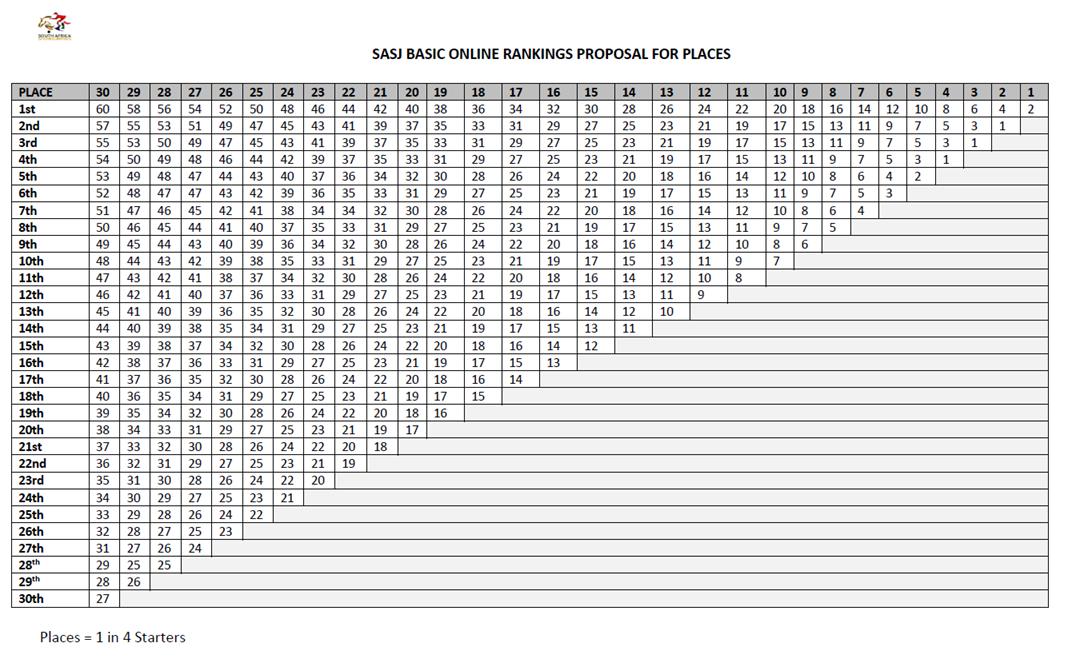 SOUTH AFRICA
SASJ BASIC ONLINE RANKINGS PROPOSAL FOR PLACES
PLACE 30 29 28 27 26 25 24 23 22 21 20 19 18 17 16 15 14 13 12 11 10 9 8 7 6 5 4 3 2 1
1st 60 58 56 54 52 50 48 46 44 42 40 38 36 34 32 30 28 26 24 22 20 18 16 14 12 10 8 6 4 2
2nd 57 55 53 51 49 47 45 43 41 39 37 35 33 31 29 27 25 23 21 19 17 15 13 11 9 7 5 3 1
3rd 55 53 50 49 47 45 43 41 39 37 35 33 31 29 27 25 23 21 19 17 15 13 11 9 7 5 3 1
4th 54 50 49 48 46 44 42 39 37 35 33 31 29 27 25 23 21 19 17 15 13 11 9 7 5 3 1
5th 53 49 48 47 44 43 40 37 36 34 32 30 28 26 24 22 20 18 16 14 12 10 8 6 4 2
6th 52 48 47 47 43 42 39 36 35 33 31 29 27 25 23 21 19 17 15 13 11 9 7 5 3
7th 51 47 46 45 42 41 38 34 34 32 30 28 26 24 22 20 18 16 14 12 10 8 6 4
8th 50 46 45 44 41 40 37 35 33 31 29 27 25 23 21 19 17 15 13 11 9 7 5
9th 49 45 44 43 40 39 36 34 32 30 28 26 24 22 20 18 16 14 12 10 8 6
10th 48 44 43 42 39 38 35 33 31 29 27 25 23 21 19 17 15 13 11 9 7
11th 47 43 42 41 38 37 34 32 30 28 26 24 22 20 18 16 14 12 10 8
12th 46 42 41 40 37 36 33 31 29 27 25 23 21 19 17 15 13 11 9
13th 45 41 40 39 36 35 32 30 28 26 24 22 20 18 16 14 12 10
14th 44 40 39 38 35 34 31 29 27 25 23 21 19 17 15 13 11
15th 43 39 38 37 34 32 30 28 26 24 22 20 18 16 14 12
16th 42 38 37 36 33 31 29 27 25 23 21 19 17 15 13
17th 41 37 36 35 32 30 28 26 24 22 20 18 16 14
18th 40 36 35 34 31 29 27 25 23 21 19 17 15
19th 39 35 34 32 30 28 26 24 22 20 18 16
20th 38 34 33 31 29 27 25 23 21 19 17
21st 37 33 32 30 28 26 24 22 20 18
22nd 36 32 31 29 27 25 23 21 19
23rd 35 31 30 28 26 24 22 20
24th 34 30 29 27 25 23 21
25th 33 29 28 26 24 22
26th 32 28 27 25 23
27th 31 27 26 24
28th 29 25 25
29th 28 26
30th 27
Places = 1 in 4 Starters